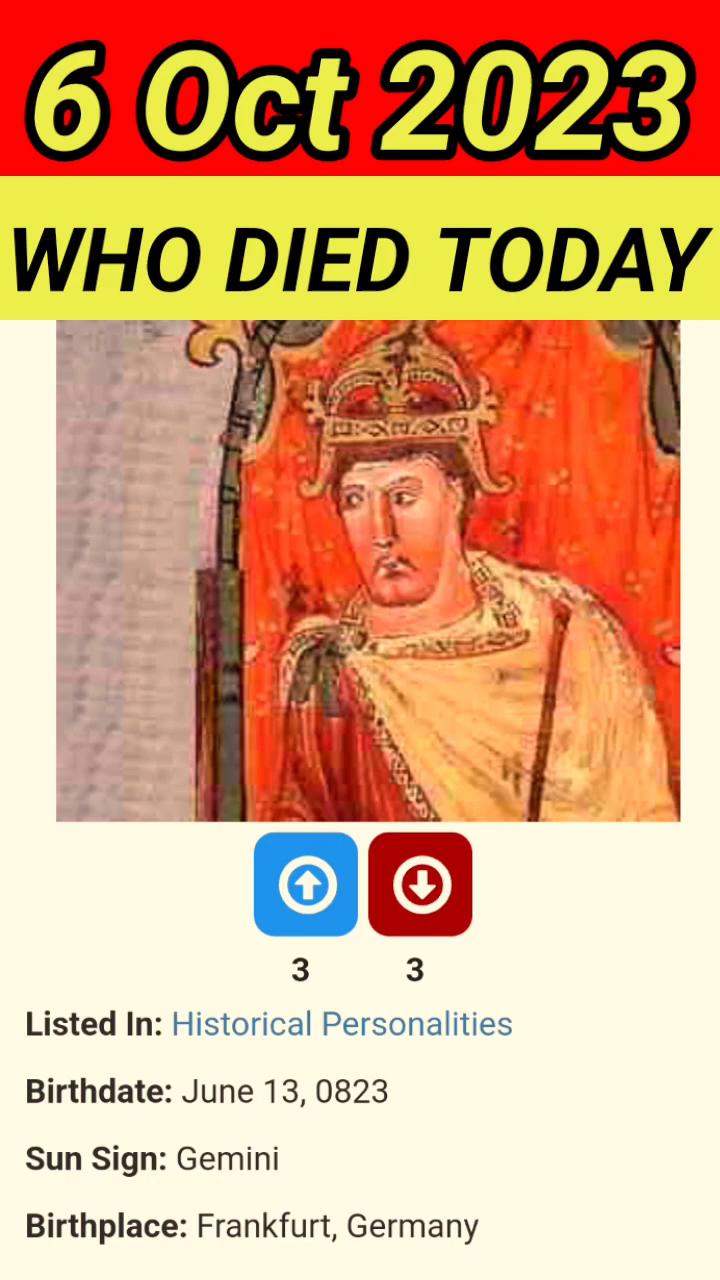 6 Oct 2023
WHO DIED TODAY
3 3
Listed In: Historical Personalities
Birthdate: June 13, 0823
Sun Sign: Gemini
Birthplace: Frankfurt, Germany